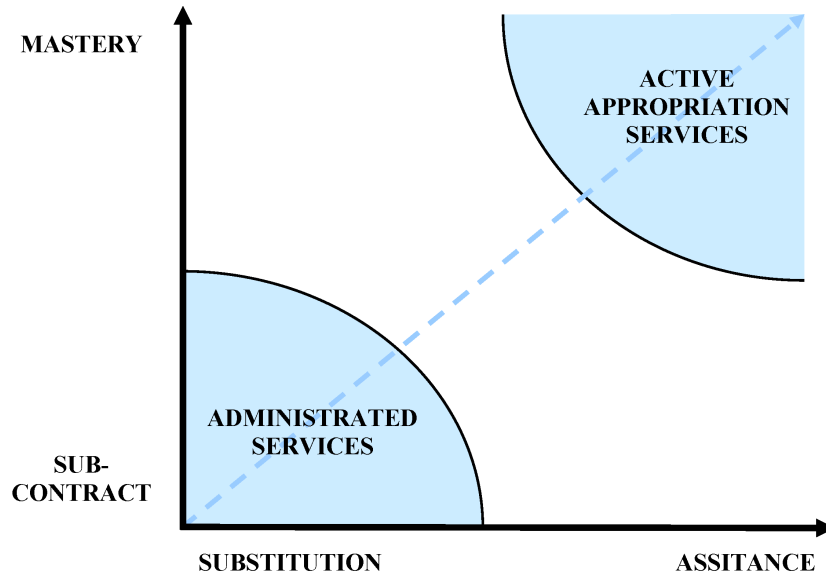 MASTERY
ACTIVE
APPROPRIATION
SERVICES
ADMINISTRATED
SERVICES
SUB-
CONTRACT
SUBSTITUTION
ASSITANCE